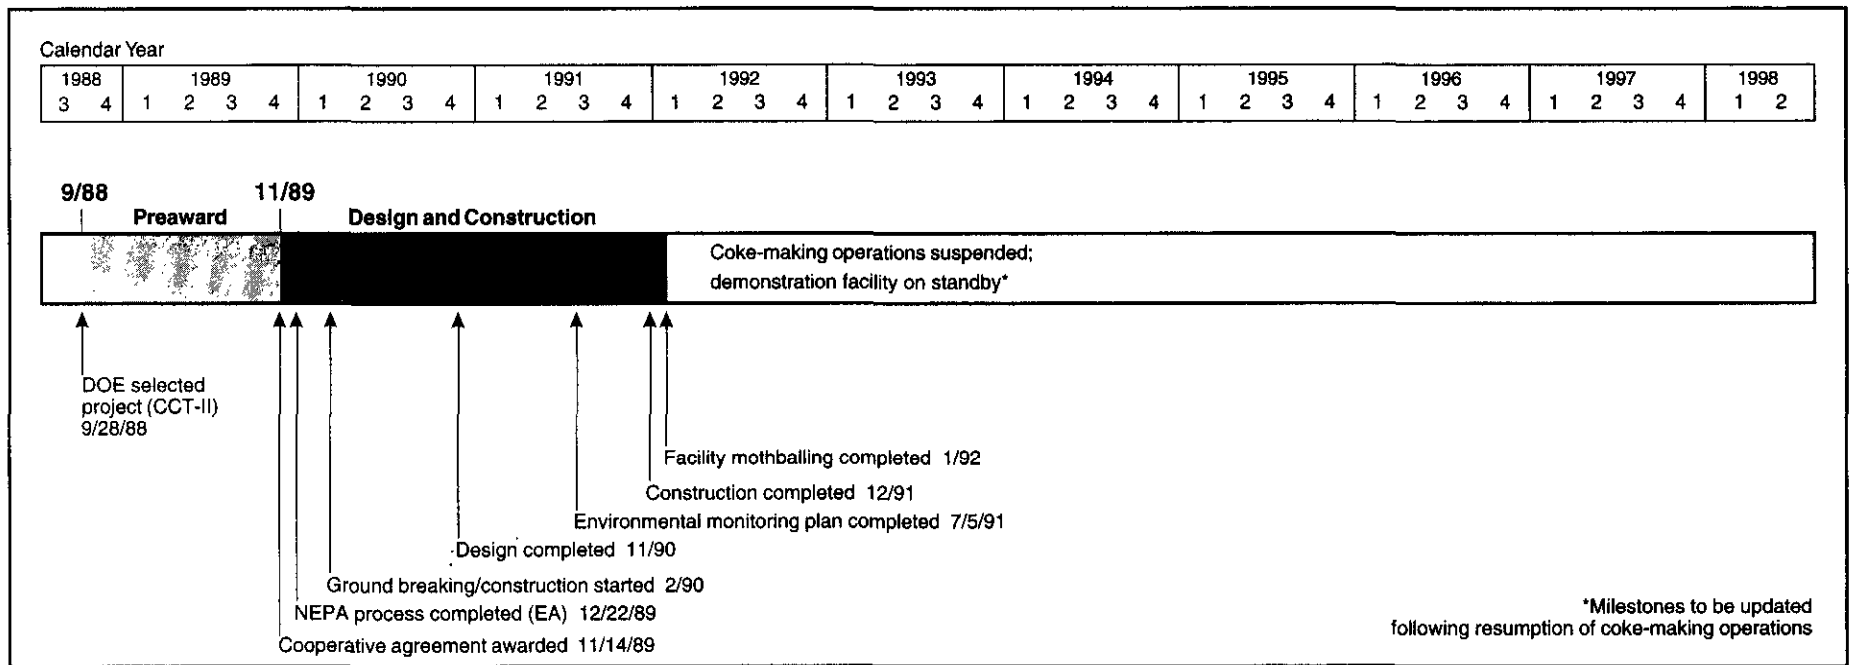 Calendar Year
1988 1989 1990 1991 1992 1993 1994 1995 1996 1997 1998
3 4 1 2 3 4 1 2 3 4 1 2 3 4 1 2 3 4 1 2 3 4 1 2 3 4 1 2 3 4 1 2 3 4 1 2 3 4 1 2
9/88 11/89
Preaward Design and Construction
Coke-making operations suspended;
demonstration facility on standby*
DOE selected
project (CCT-II)
9/28/88
Facility mothballing completed 1/92
Construction completed 12/91
Environmental monitoring plan completed 7/5/91
Design completed 11/90
Ground breaking/construction started 2/90
NEPA process completed (EA) 12/22/89
Cooperative agreement awarded 11/14/89
*Milestones to be updated
following resumption of coke-making operations